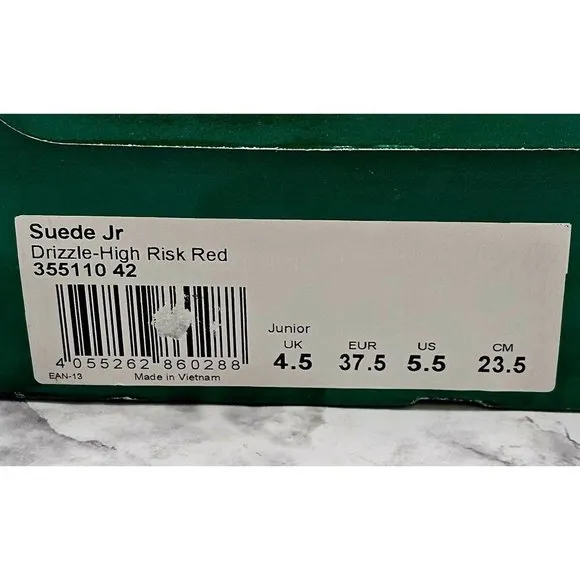 Suede Jr
Drizzle-High Risk Red
355110 42
4 055262 860288
EAN-13 Made in Vietnam
Junior
UK EUR US CM
4.5 37.5 5.5 23.5